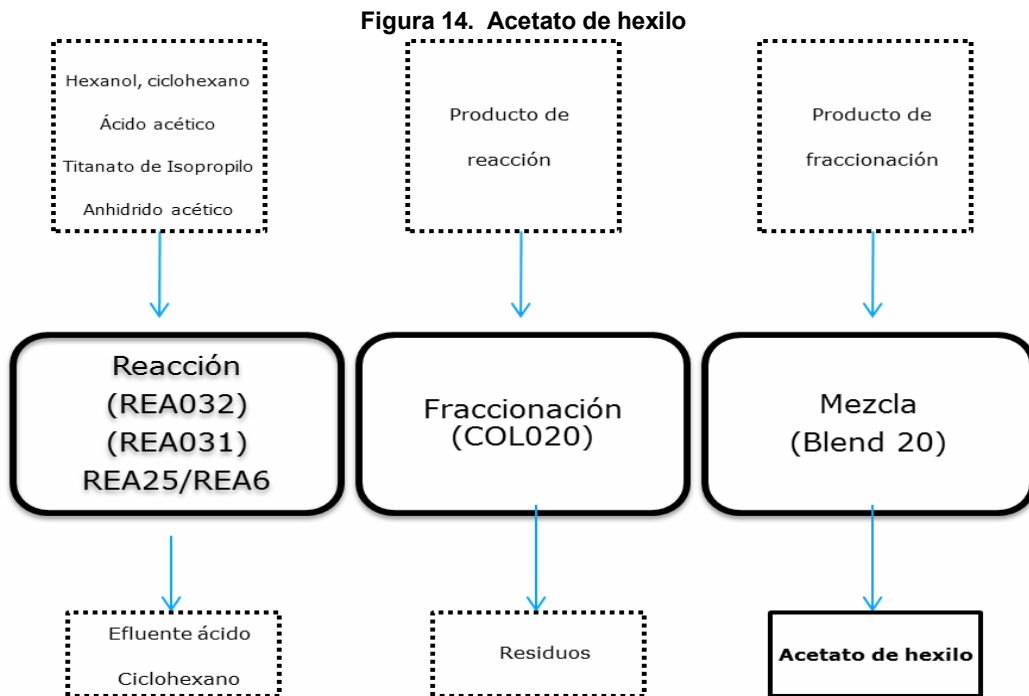 Figura 14. Acetato de hexilo
Hexanol, ciclohexano
Ácido acético
Titanato de Isopropilo
Anhidrido acético
Producto de
reacción
Producto de
fraccionación
Reacción
(REA032)
(REA031)
REA25/REA6
Fraccionación
(COL020)
Mezcla
(Blend 20)
Efluente ácido
Ciclohexano
Residuos
Acetato de hexilo